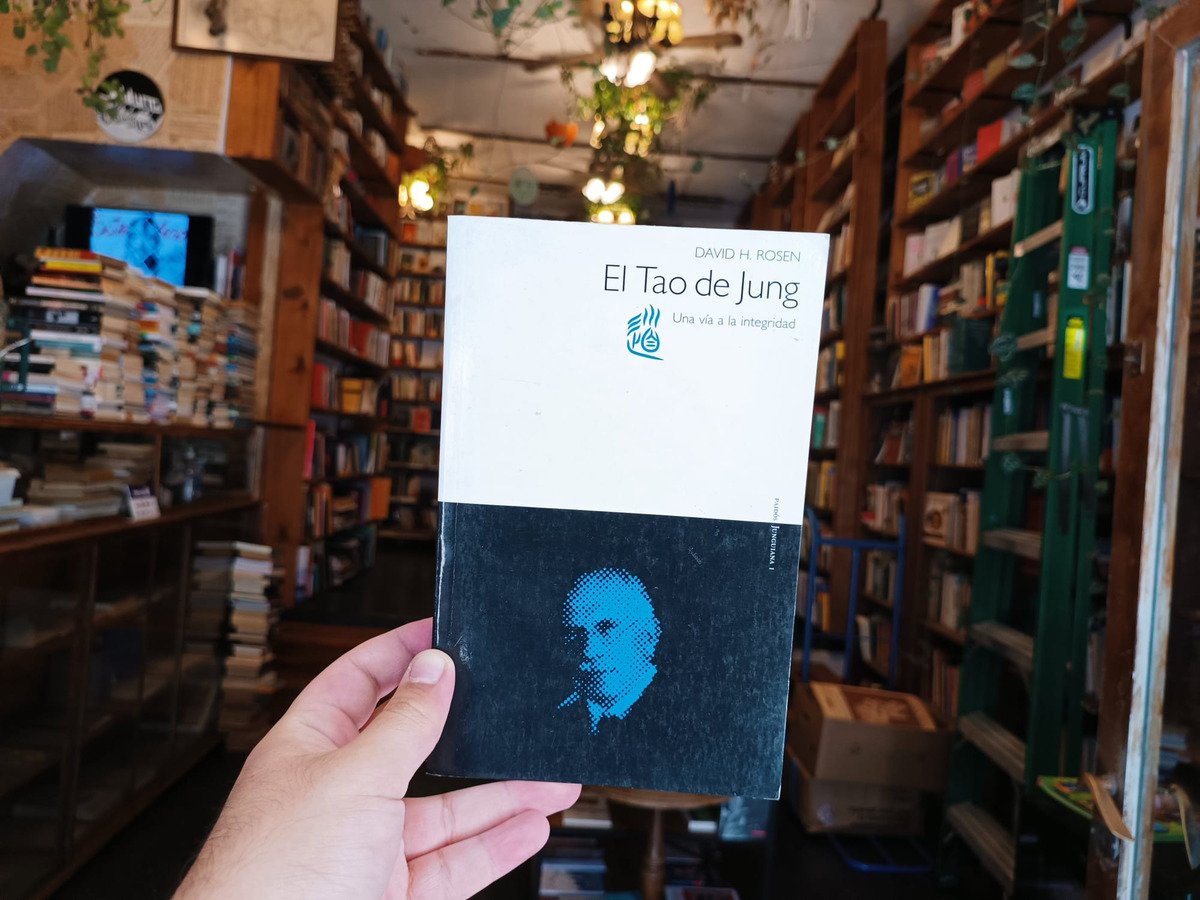 DAVID H. ROSEN
El Tao de Jung
Una vía a la integridad
PAIDÓS JUNGUIANA 1